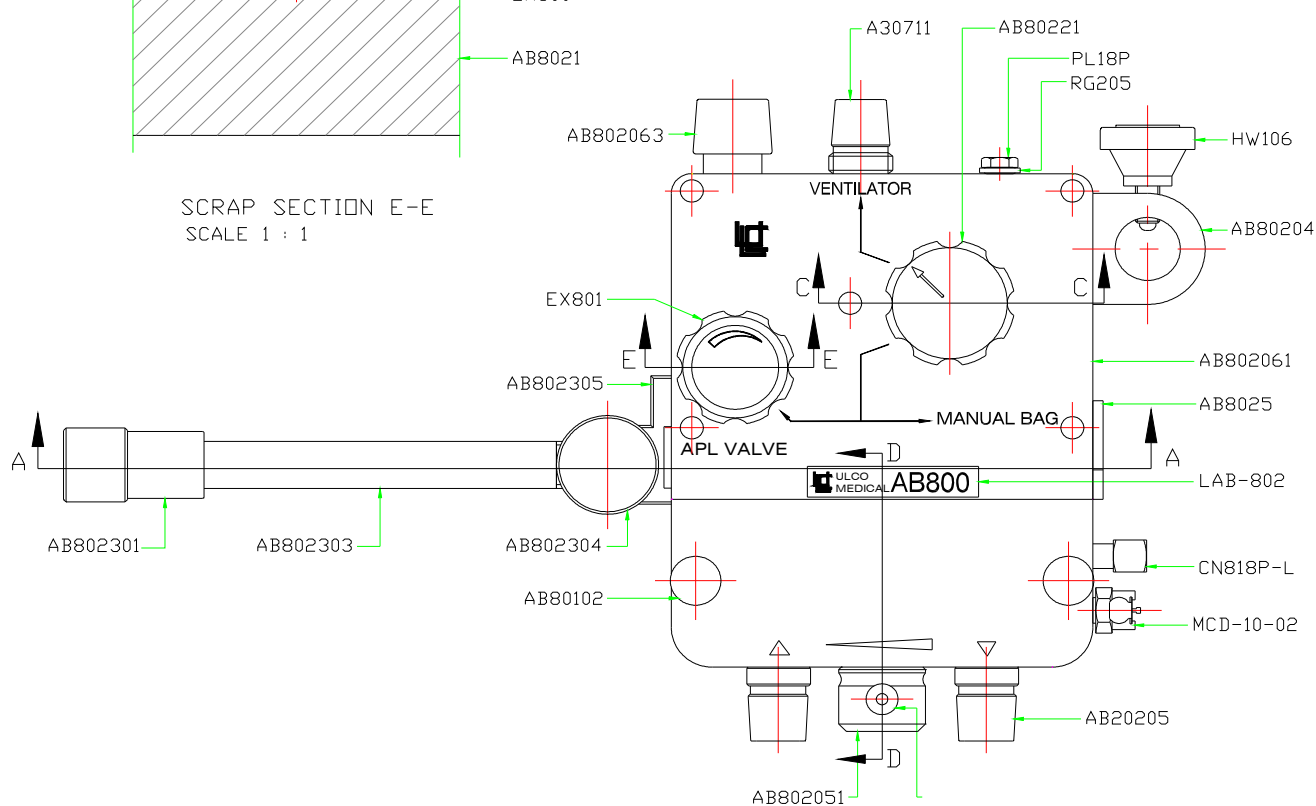 AB8021
SCRAP SECTION E-E
SCALE 1 : 1
A30711
AB80221
PL18P
RG205
AB802063
HW106
VENTILATOR
AB80204
C
C
EX801
E
E
AB802061
AB802305
AB8025
MANUAL BAG
A
A
APL VALVE
D
ULCO
MEDICAL
AB800
LAB-802
AB802301
AB802303
AB802304
CN818P-L
AB80102
MCD-10-02
AB20205
D
AB802051